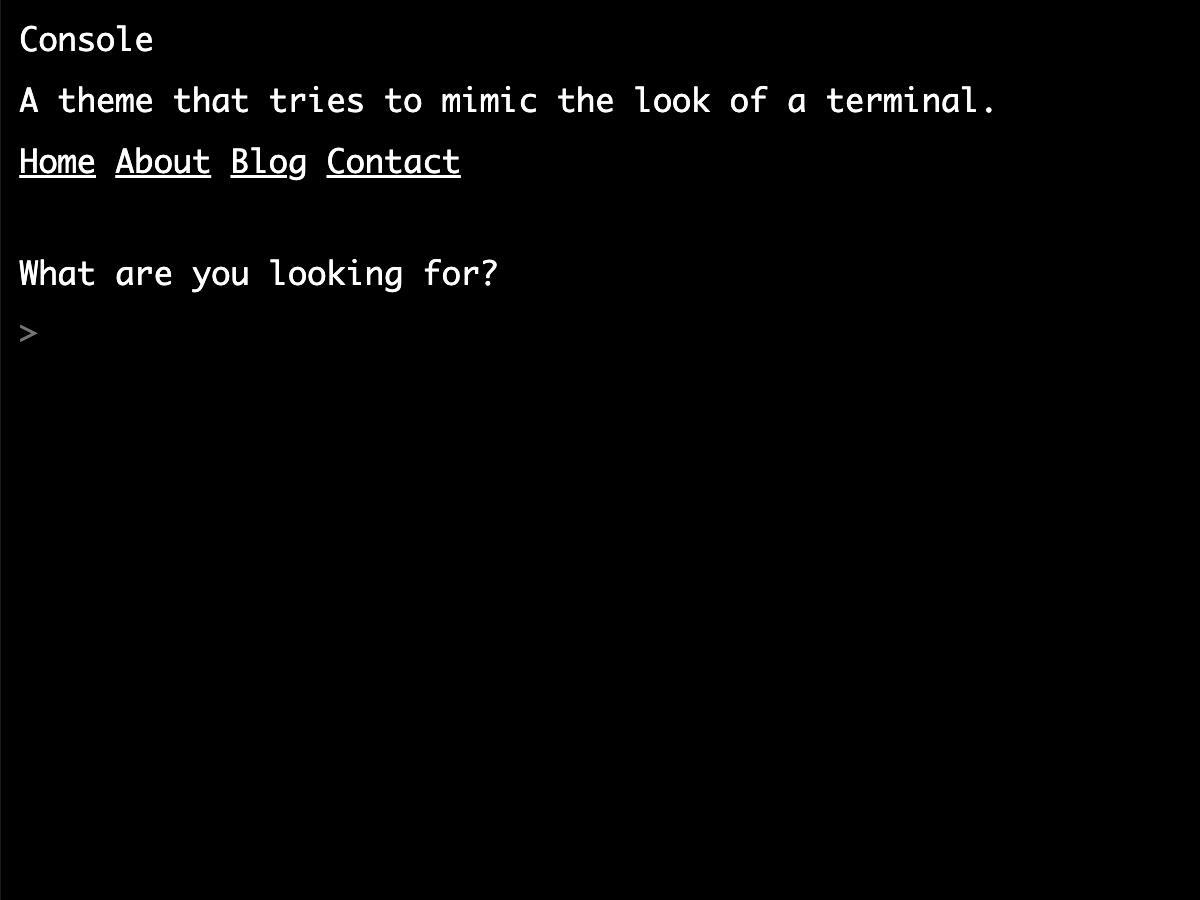 Console
A theme that tries to mimic the look of a terminal.
Home About Blog Contact
What are you looking for?
>